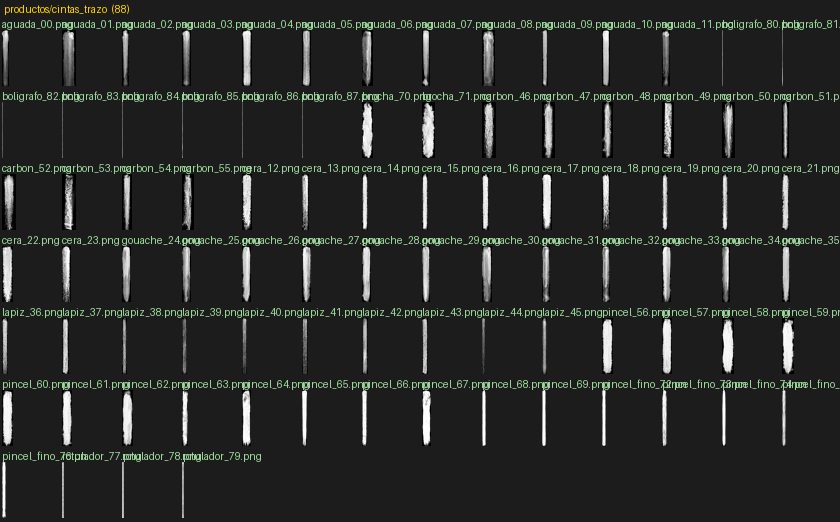 productos/cintas_trazo (88)
aguada_00.png aguada_01.png aguada_02.png aguada_03.png aguada_04.png aguada_05.png aguada_06.png aguada_07.png aguada_08.png aguada_09.png aguada_10.png aguada_11.png boligrafo_80.png boligrafo_81.
boligrafo_82.png boligrafo_83.png boligrafo_84.png boligrafo_85.png boligrafo_86.png boligrafo_87.png brocha_70.png brocha_71.png carbon_46.png carbon_47.png carbon_48.png carbon_49.png carbon_50.png carbon_51.p
carbon_52.png carbon_53.png carbon_54.png carbon_55.png cera_12.png cera_13.png cera_14.png cera_15.png cera_16.png cera_17.png cera_18.png cera_19.png cera_20.png cera_21.png
cera_22.png cera_23.png gouache_24.png gouache_25.png gouache_26.png gouache_27.png gouache_28.png gouache_29.png gouache_30.png gouache_31.png gouache_32.png gouache_33.png gouache_34.png gouache_35
lapiz_36.png lapiz_37.png lapiz_38.png lapiz_39.png lapiz_40.png lapiz_41.png lapiz_42.png lapiz_43.png lapiz_44.png lapiz_45.png pincel_56.png pincel_57.png pincel_58.png pincel_59.pn
pincel_60.png pincel_61.png pincel_62.png pincel_63.png pincel_64.png pincel_65.png pincel_66.png pincel_67.png pincel_68.png pincel_69.png pincel_fino_72.png pincel_fino_73.png pincel_fino_74.png pincel_fino_
pincel_fino_76.png rotulador_77.png rotulador_78.png rotulador_79.png